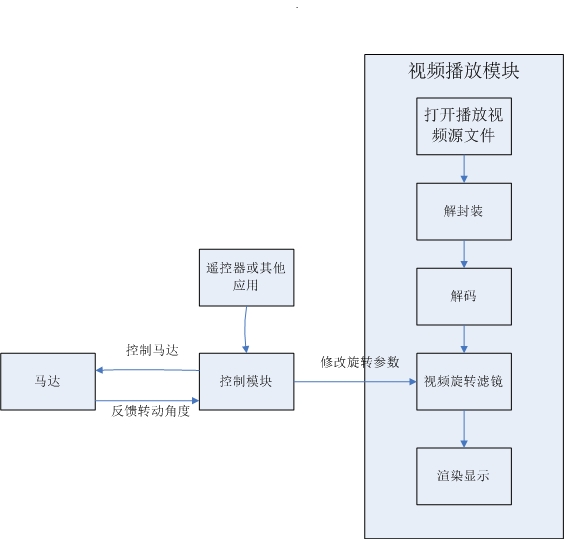 视频播放模块
打开播放视
频源文件
解封装
解码
遥控器或其他
应用
控制马达
修改旋转参数
马达
控制模块
视频旋转滤镜
反馈转动角度
渲染显示